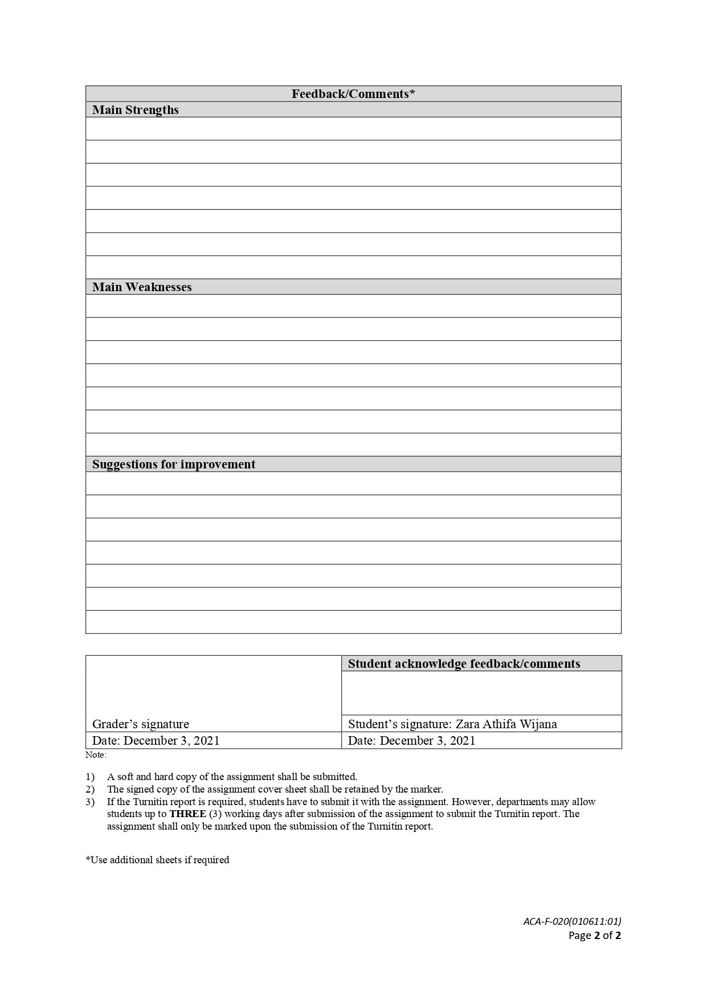 Feedback/Comments*
Main Strengths
Main Weaknesses
Suggestions for improvement
Student acknowledge feedback/comments
Grader’s signature
Student’s signature: Zara Athifa Wijana
Date: December 3, 2021
Date: December 3, 2021
Note:
1) A soft and hard copy of the assignment shall be submitted.
2) The signed copy of the assignment cover sheet shall be retained by the marker.
3) If the Turnitin report is required, students have to submit it with the assignment. However, departments may allow
students up to THREE (3) working days after submission of the assignment to submit the Turnitin report. The
assignment shall only be marked upon the submission of the Turnitin report.
*Use additional sheets if required
ACA-F-020(010611:01)
Page 2 of 2